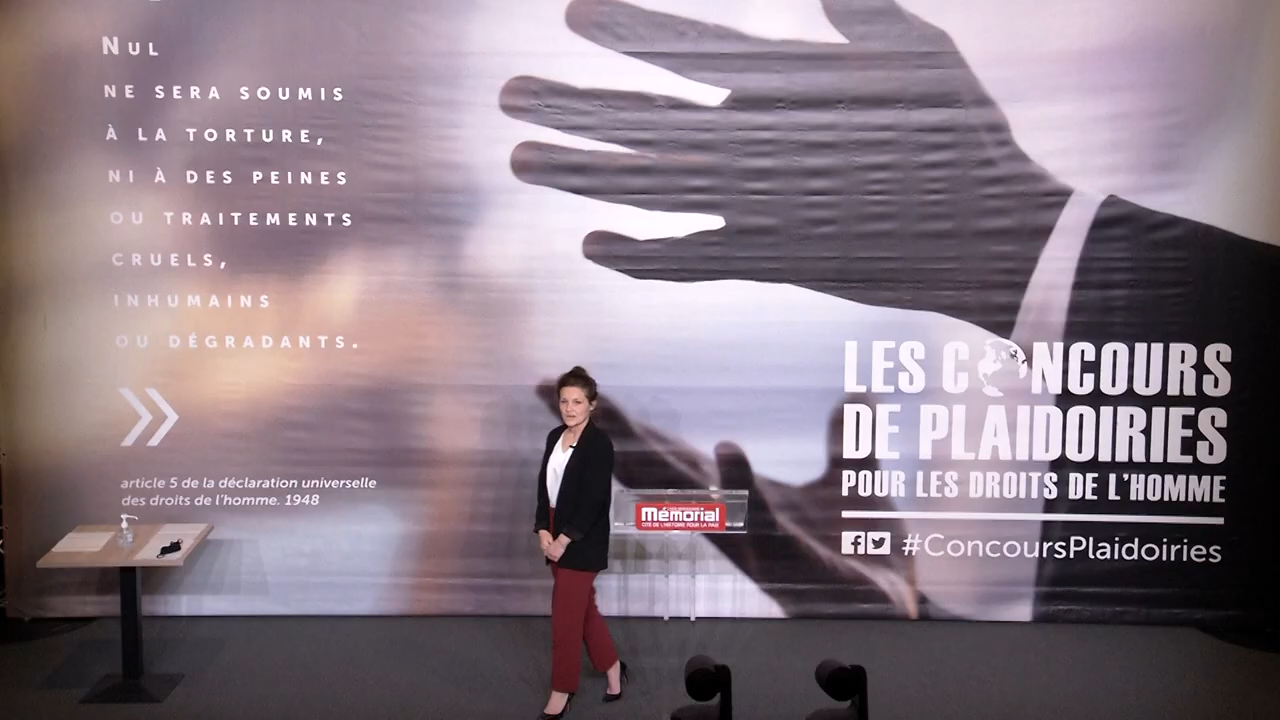 NUL
NE SERA SOUMIS
À LA TORTURE,
NI À DES PEINES
OU TRAITEMENTS
CRUELS,
INHUMAINS
OU DÉGRADANTS.
article 5 de la déclaration universelle
des droits de l'homme. 1948
Mémorial
CITÉ DE L'HISTOIRE POUR LA PAIX
LES CONCOURS
DE PLAIDOIRIES
POUR LES DROITS DE L'HOMME
#ConcoursPlaidoiries